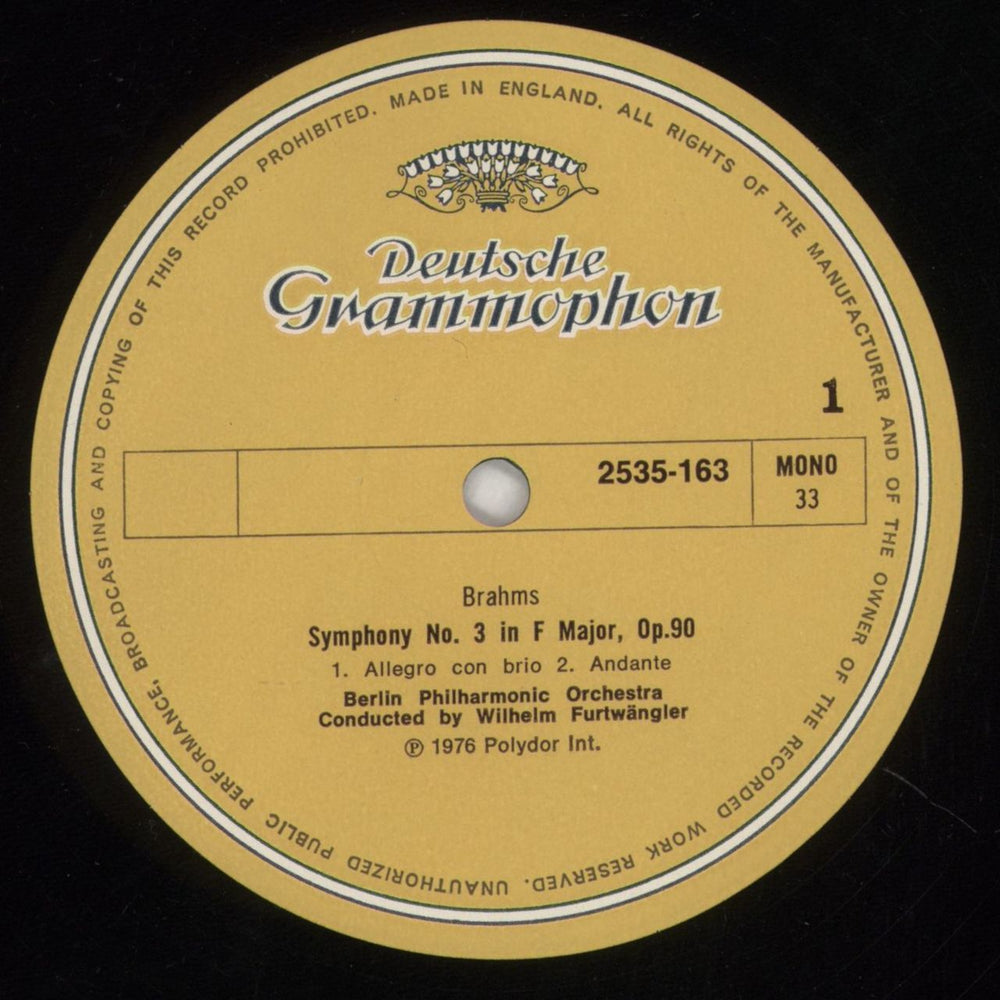 MADE IN ENGLAND. ALL RIGHTS OF THE MANUFACTURER AND OF THE OWNER OF THE RECORDED WORK RESERVED. UNAUTHORIZED PUBLIC PERFORMANCE, BROADCASTING AND COPYING OF THIS RECORD PROHIBITED.
Deutsche
Grammophon
1
2535-163
MONO
33
Brahms
Symphony No. 3 in F Major, Op.90
1. Allegro con brio 2. Andante
Berlin Philharmonic Orchestra
Conducted by Wilhelm Furtwängler
℗ 1976 Polydor Int.